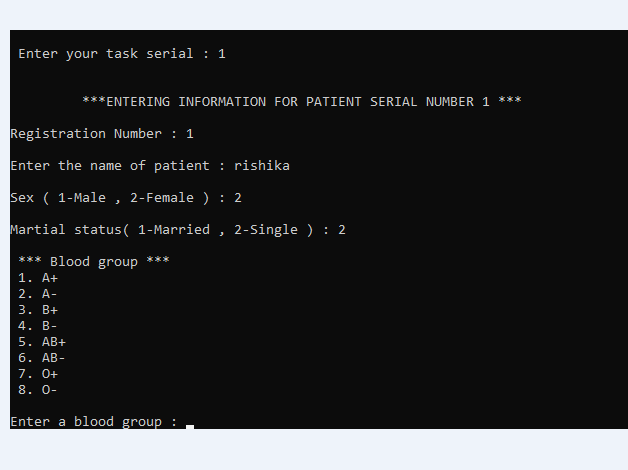 Enter your task serial : 1
***ENTERING INFORMATION FOR PATIENT SERIAL NUMBER 1 ***
Registration Number : 1
Enter the name of patient : rishika
Sex ( 1-Male , 2-Female ) : 2
Martial status( 1-Married , 2-Single ) : 2
*** Blood group ***
1. A+
2. A-
3. B+
4. B-
5. AB+
6. AB-
7. O+
8. O-
Enter a blood group :